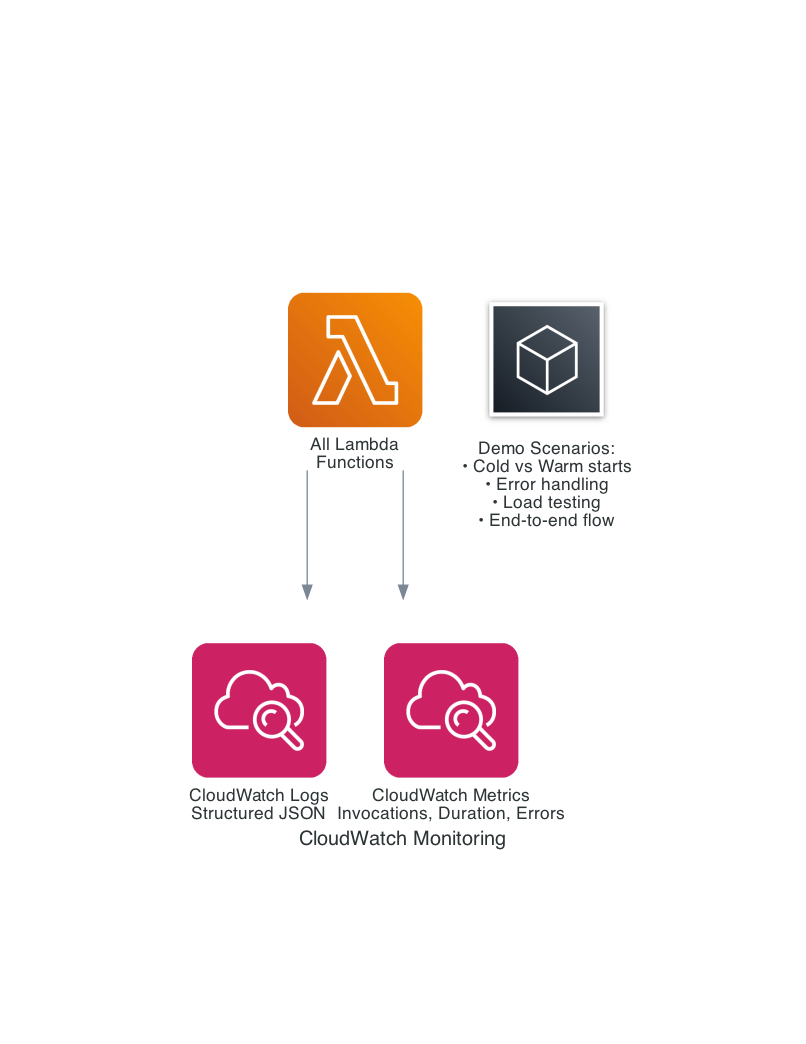 All Lambda
Functions
Demo Scenarios:
• Cold vs Warm starts
• Error handling
• Load testing
• End-to-end flow
CloudWatch Logs
Structured JSON
CloudWatch Metrics
Invocations, Duration, Errors
CloudWatch Monitoring